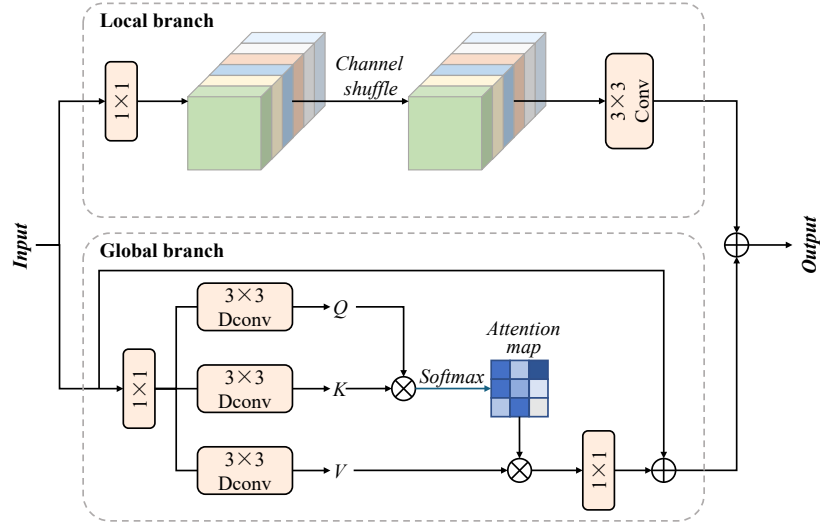 Local branch
1×1
Channel
shuffle
3×3
Conv
Input
Output
Global branch
1×1
3×3
Dconv
Q
3×3
Dconv
K
3×3
Dconv
V
Softmax
Attention
map
1×1